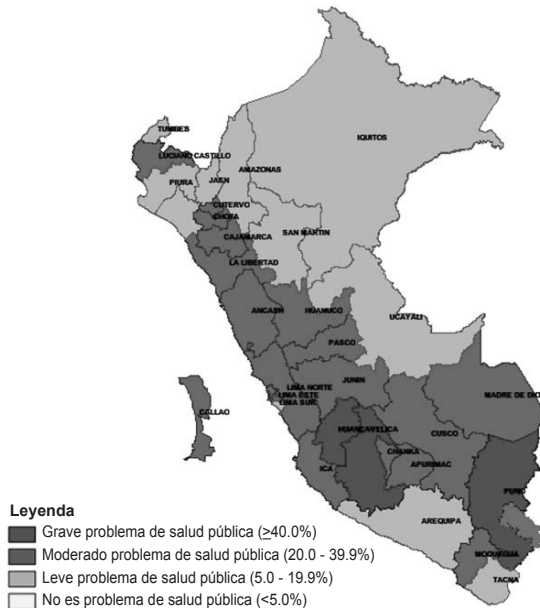 TUMBES
LUCIANO CASTILLO
IQUITOS
PIURA
JAEN
AMAZONAS
CUTERVO
CHOTA
CAJAMARCA
SAN MARTIN
LA LIBERTAD
ANCASH
HUANUCO
UCAYALI
PASCO
LIMA NORTE
LIMA ESTE
LIMA SUR
JUNIN
MADRE DE DIO
CALLAO
HUANCAVELICA
CUSCO
CHANKA
APURIMAC
ICA
PUNO
AREQUIPA
MOQUEGUA
TACNA
Leyenda
Grave problema de salud pública (≥40.0%)
Moderado problema de salud pública (20.0 - 39.9%)
Leve problema de salud pública (5.0 - 19.9%)
No es problema de salud pública (<5.0%)